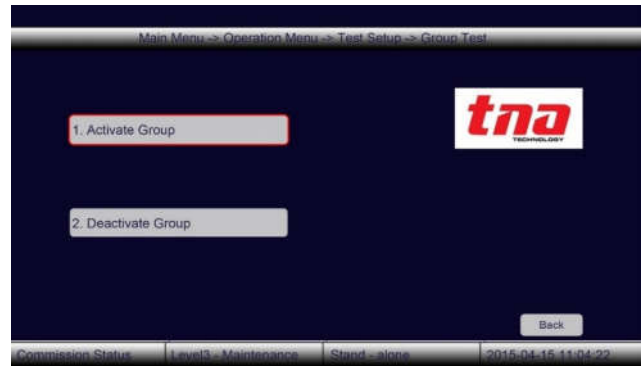 Main Menu -> Operation Menu -> Test Setup -> Group Test
1. Activate Group
tna
TECHNOLOGY
2. Deactivate Group
Back
Commission Status Level3 - Maintenance Stand - alone 2015-04-15 11:04:22